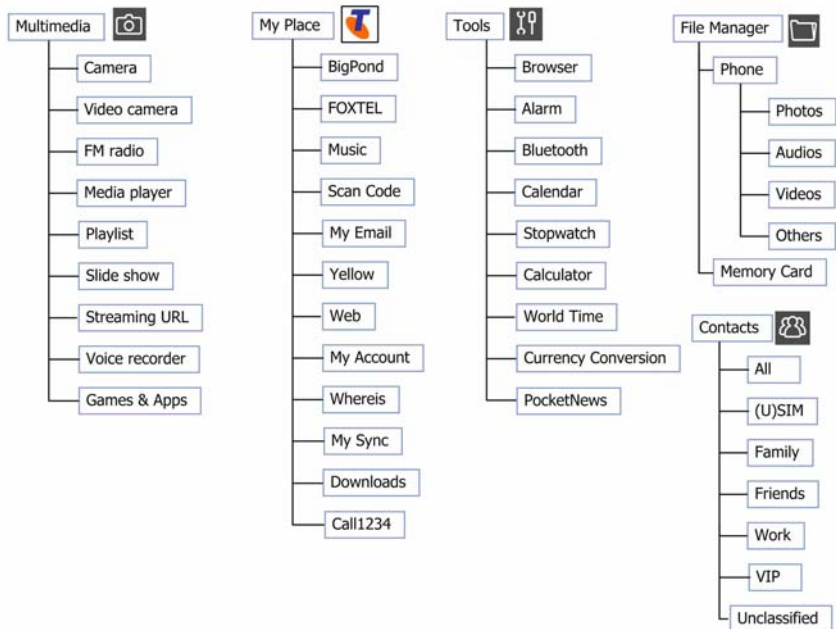 Multimedia
Camera
Video camera
FM radio
Media player
Playlist
Slide show
Streaming URL
Voice recorder
Games & Apps
My Place
T
BigPond
FOXTEL
Music
Scan Code
My Email
Yellow
Web
My Account
Whereis
My Sync
Downloads
Call1234
Tools
Browser
Alarm
Bluetooth
Calendar
Stopwatch
Calculator
World Time
Currency Conversion
PocketNews
File Manager
Phone
Photos
Audios
Videos
Others
Memory Card
Contacts
All
(U)SIM
Family
Friends
Work
VIP
Unclassified